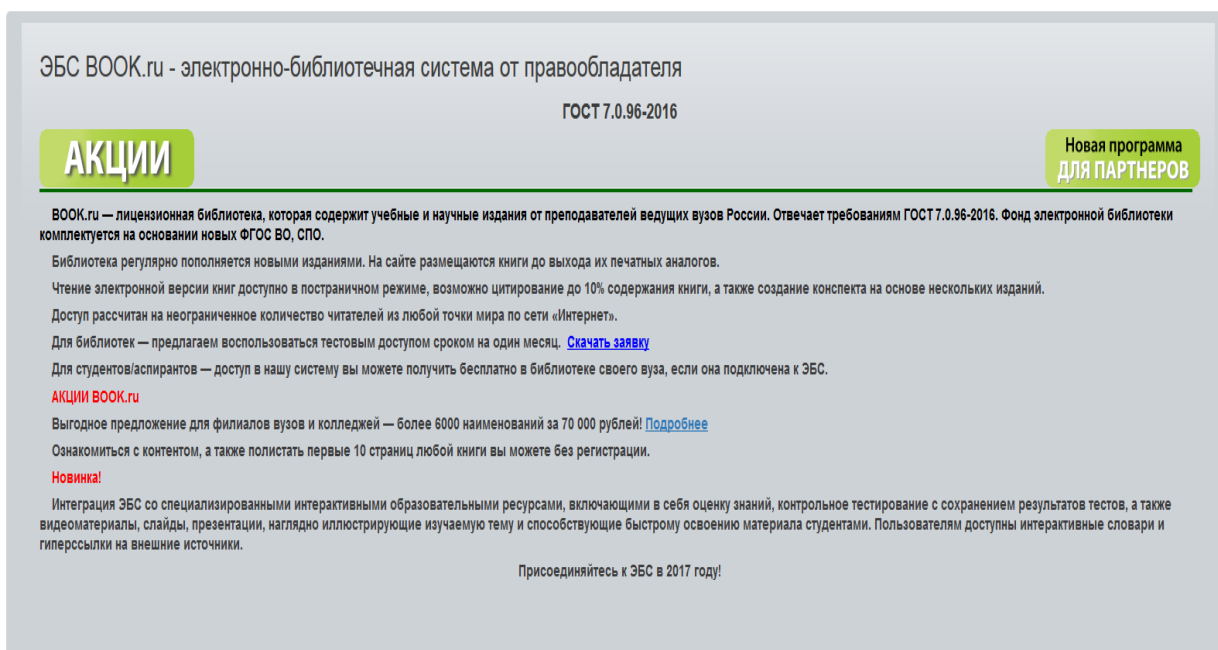 ЭБС BOOK.ru - электронно-библиотечная система от правообладателя
ГОСТ 7.0.96-2016
АКЦИИ
Новая программа
ДЛЯ ПАРТНЕРОВ
BOOK.ru — лицензионная библиотека, которая содержит учебные и научные издания от преподавателей ведущих вузов России. Отвечает требованиям ГОСТ 7.0.96-2016. Фонд электронной библиотеки
комплектуется на основании новых ФГОС ВО, СПО.
Библиотека регулярно пополняется новыми изданиями. На сайте размещаются книги до выхода их печатных аналогов.
Чтение электронной версии книг доступно в постраничном режиме, возможно цитирование до 10% содержания книги, а также создание конспекта на основе нескольких изданий.
Доступ рассчитан на неограниченное количество читателей из любой точки мира по сети «Интернет».
Для библиотек — предлагаем воспользоваться тестовым доступом сроком на один месяц. Скачать заявку
Для студентов/аспирантов — доступ в нашу систему вы можете получить бесплатно в библиотеке своего вуза, если она подключена к ЭБС.
АКЦИИ BOOK.ru
Выгодное предложение для филиалов вузов и колледжей — более 6000 наименований за 70 000 рублей! Подробнее
Ознакомиться с контентом, а также полистать первые 10 страниц любой книги вы можете без регистрации.
Новинка!
Интеграция ЭБС со специализированными интерактивными образовательными ресурсами, включающими в себя оценку знаний, контрольное тестирование с сохранением результатов тестов, а также
видеоматериалы, слайды, презентации, наглядно иллюстрирующие изучаемую тему и способствующие быстрому освоению материала студентами. Пользователям доступны интерактивные словари и
гиперссылки на внешние источники.
Присоединяйтесь к ЭБС в 2017 году!